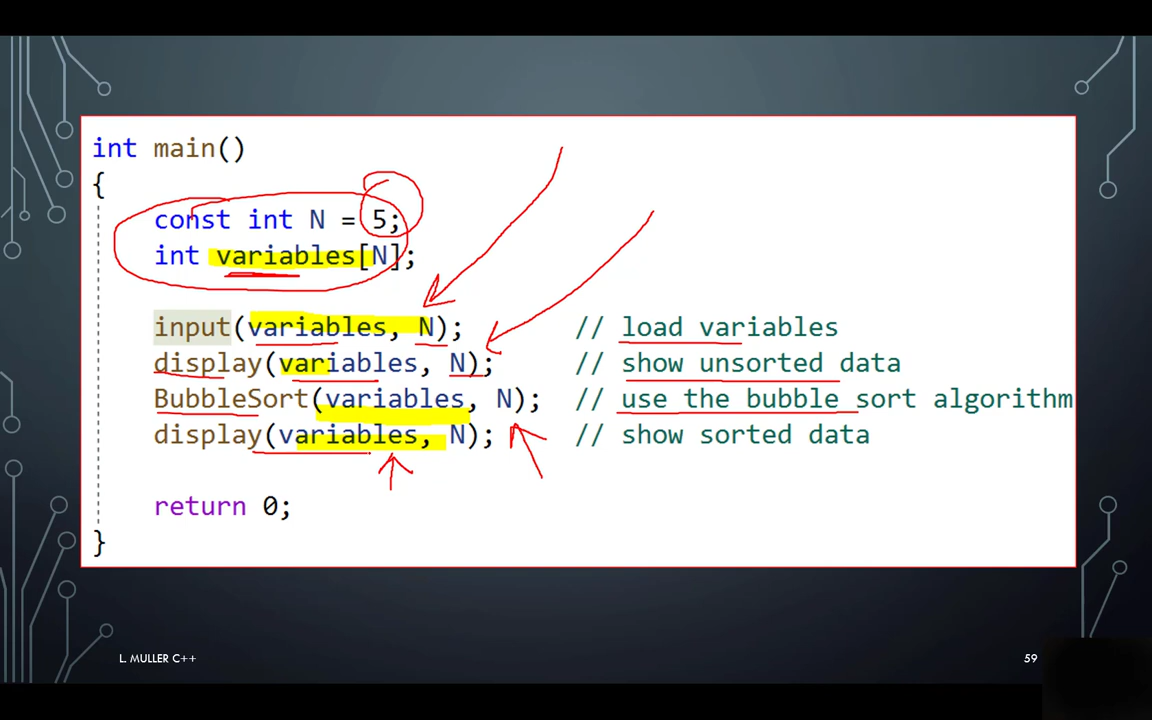 int main()
{
const int N = 5;
int variables[N];
input(variables, N); // load variables
display(variables, N); // show unsorted data
BubbleSort(variables, N); // use the bubble sort algorithm
display(variables, N); // show sorted data
return 0;
}
L. MULLER C++
59